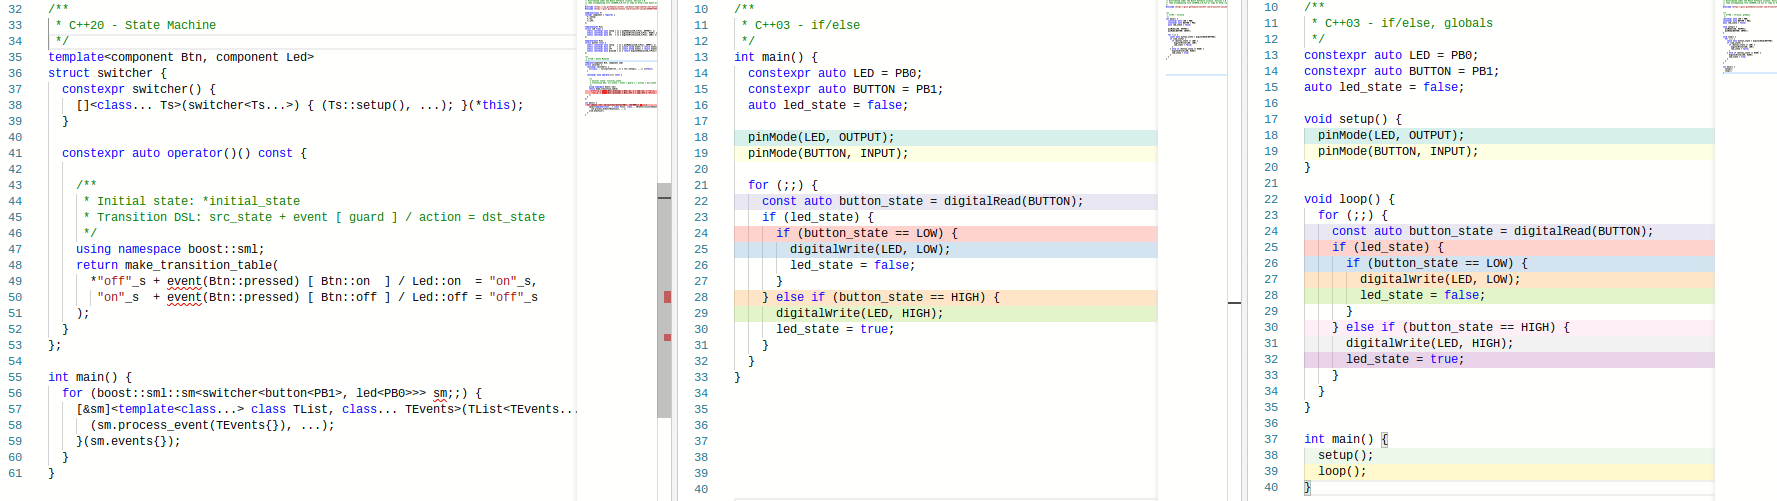 32 /**
33  * C++20 - State Machine
34  */
35 template<component Btn, component Led>
36 struct switcher {
37   constexpr switcher() {
38     []<class... Ts>(switcher<Ts...>) { (Ts::setup(), ...); }(*this);
39   }
40
41   constexpr auto operator()() const {
42
43     /**
44      * Initial state: *initial_state
45      * Transition DSL: src_state + event [ guard ] / action = dst_state
46      */
47     using namespace boost::sml;
48     return make_transition_table(
49       *"off"_s + event(Btn::pressed) [ Btn::on  ] / Led::on  = "on"_s,
50        "on"_s  + event(Btn::pressed) [ Btn::off ] / Led::off = "off"_s
51     );
52   }
53 };
54
55 int main() {
56   for (boost::sml::sm<switcher<button<PB1>, led<PB0>>> sm;;) {
57     [&sm]<template<class...> class TList, class... TEvents>(TList<TEvents...
58       (sm.process_event(TEvents{}), ...);
59     }(sm.events{});
60   }
61 }
10 /**
11  * C++03 - if/else
12  */
13 int main() {
14   constexpr auto LED = PB0;
15   constexpr auto BUTTON = PB1;
16   auto led_state = false;
17
18   pinMode(LED, OUTPUT);
19   pinMode(BUTTON, INPUT);
20
21   for (;;) {
22     const auto button_state = digitalRead(BUTTON);
23     if (led_state) {
24       if (button_state == LOW) {
25         digitalWrite(LED, LOW);
26         led_state = false;
27       }
28     } else if (button_state == HIGH) {
29       digitalWrite(LED, HIGH);
30       led_state = true;
31     }
32   }
33 }
34
35
36
37
38
39
40
10 /**
11  * C++03 - if/else, globals
12  */
13 constexpr auto LED = PB0;
14 constexpr auto BUTTON = PB1;
15 auto led_state = false;
16
17 void setup() {
18   pinMode(LED, OUTPUT);
19   pinMode(BUTTON, INPUT);
20 }
21
22 void loop() {
23   for (;;) {
24     const auto button_state = digitalRead(BUTTON);
25     if (led_state) {
26       if (button_state == LOW) {
27         digitalWrite(LED, LOW);
28         led_state = false;
29       }
30     } else if (button_state == HIGH) {
31       digitalWrite(LED, HIGH);
32       led_state = true;
33     }
34   }
35 }
36
37 int main() {
38   setup();
39   loop();
40 }